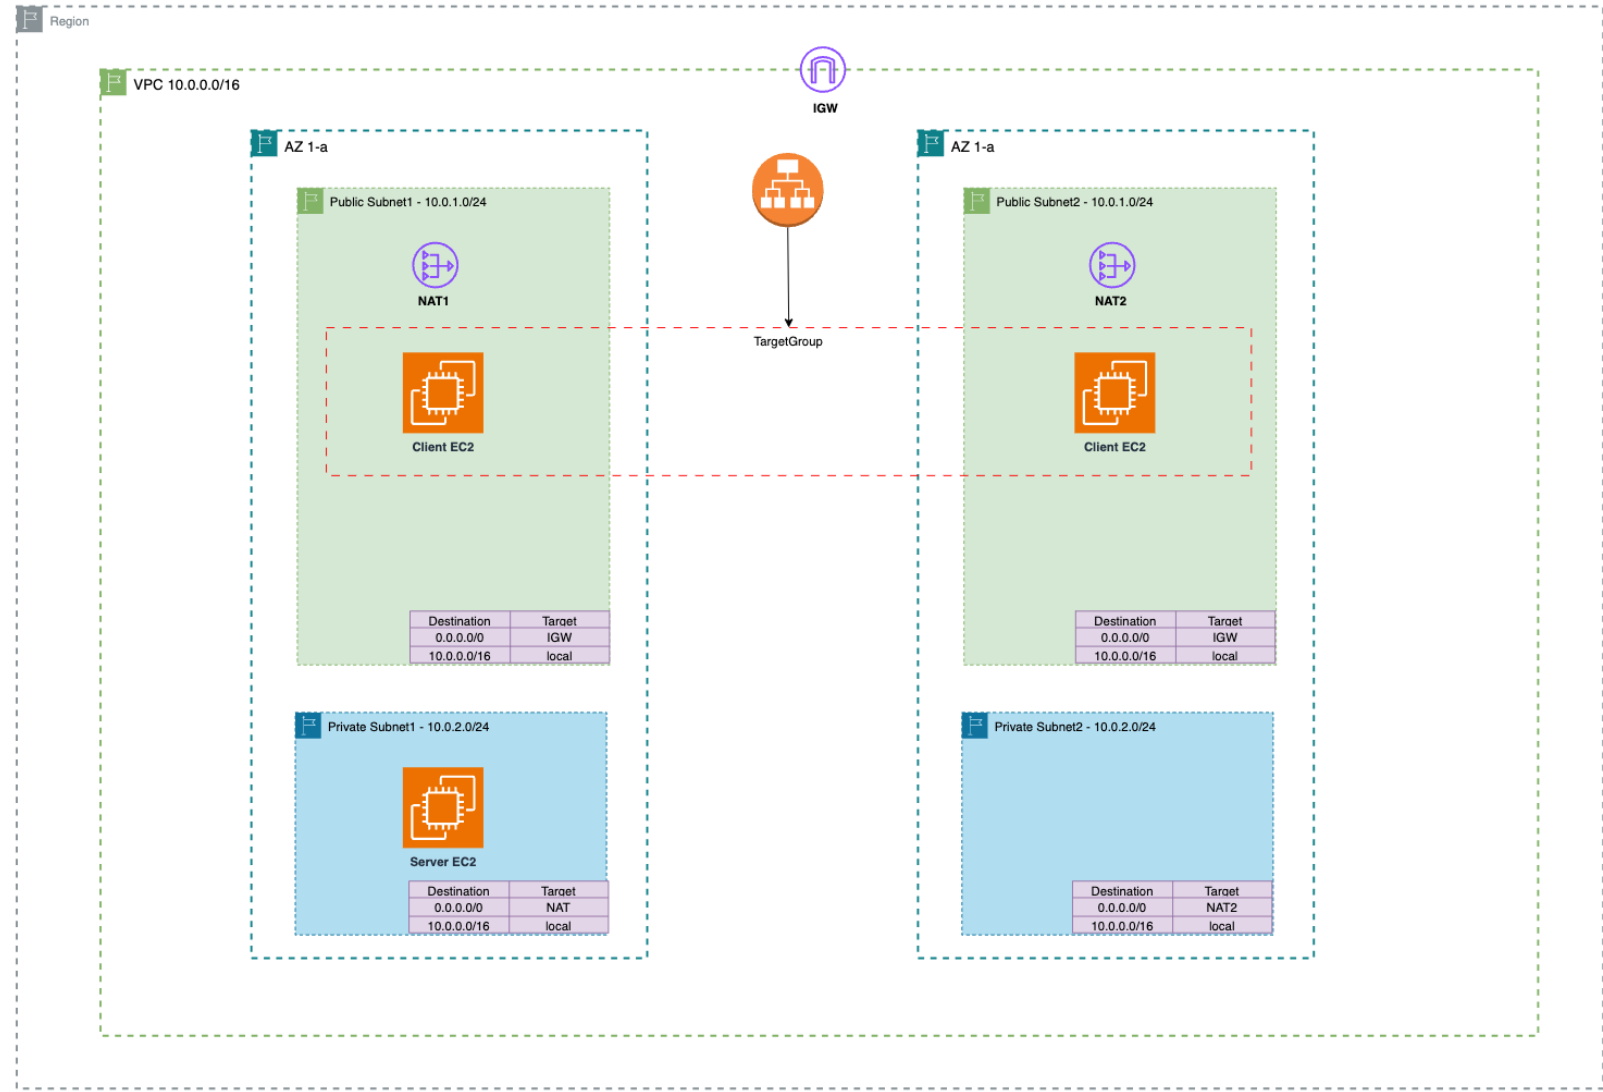 Region
VPC 10.0.0.0/16
IGW
AZ 1-a
AZ 1-a
Public Subnet1 - 10.0.1.0/24
Public Subnet2 - 10.0.1.0/24
NAT1
NAT2
TargetGroup
Client EC2
Client EC2
Destination Target
0.0.0.0/0 IGW
10.0.0.0/16 local
Destination Target
0.0.0.0/0 IGW
10.0.0.0/16 local
Private Subnet1 - 10.0.2.0/24
Private Subnet2 - 10.0.2.0/24
Server EC2
Destination Target
0.0.0.0/0 NAT
10.0.0.0/16 local
Destination Target
0.0.0.0/0 NAT2
10.0.0.0/16 local